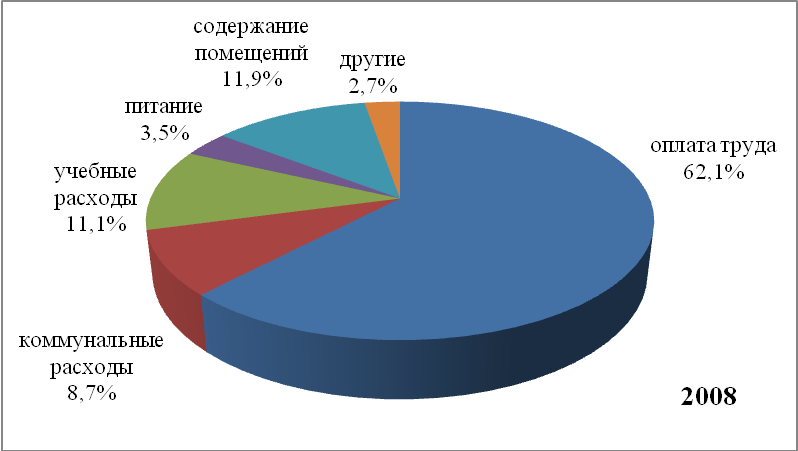 содержание
помещений
11,9%
другие
2,7%
питание
3,5%
оплата труда
62,1%
учебные
расходы
11,1%
коммунальные
расходы
8,7%
2008